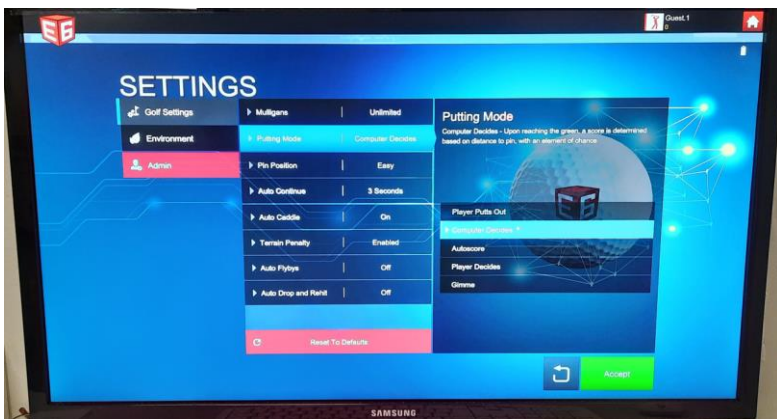 E6
Guest 1
0
SETTINGS
Golf Settings
Environment
Admin
Mulligans | Unlimited
Putting Mode | Computer Decides
Pin Position | Easy
Auto Continue | 3 Seconds
Auto Caddie | On
Terrain Penalty | Enabled
Auto Flybys | Off
Auto Drop and Rehit | Off
Reset To Defaults
Putting Mode
Computer Decides - Upon reaching the green, a score is determined
based on distance to pin, with an element of chance
E6
Player Putts Out
Computer Decides *
Autoscore
Player Decides
Gimme
Accept
SAMSUNG